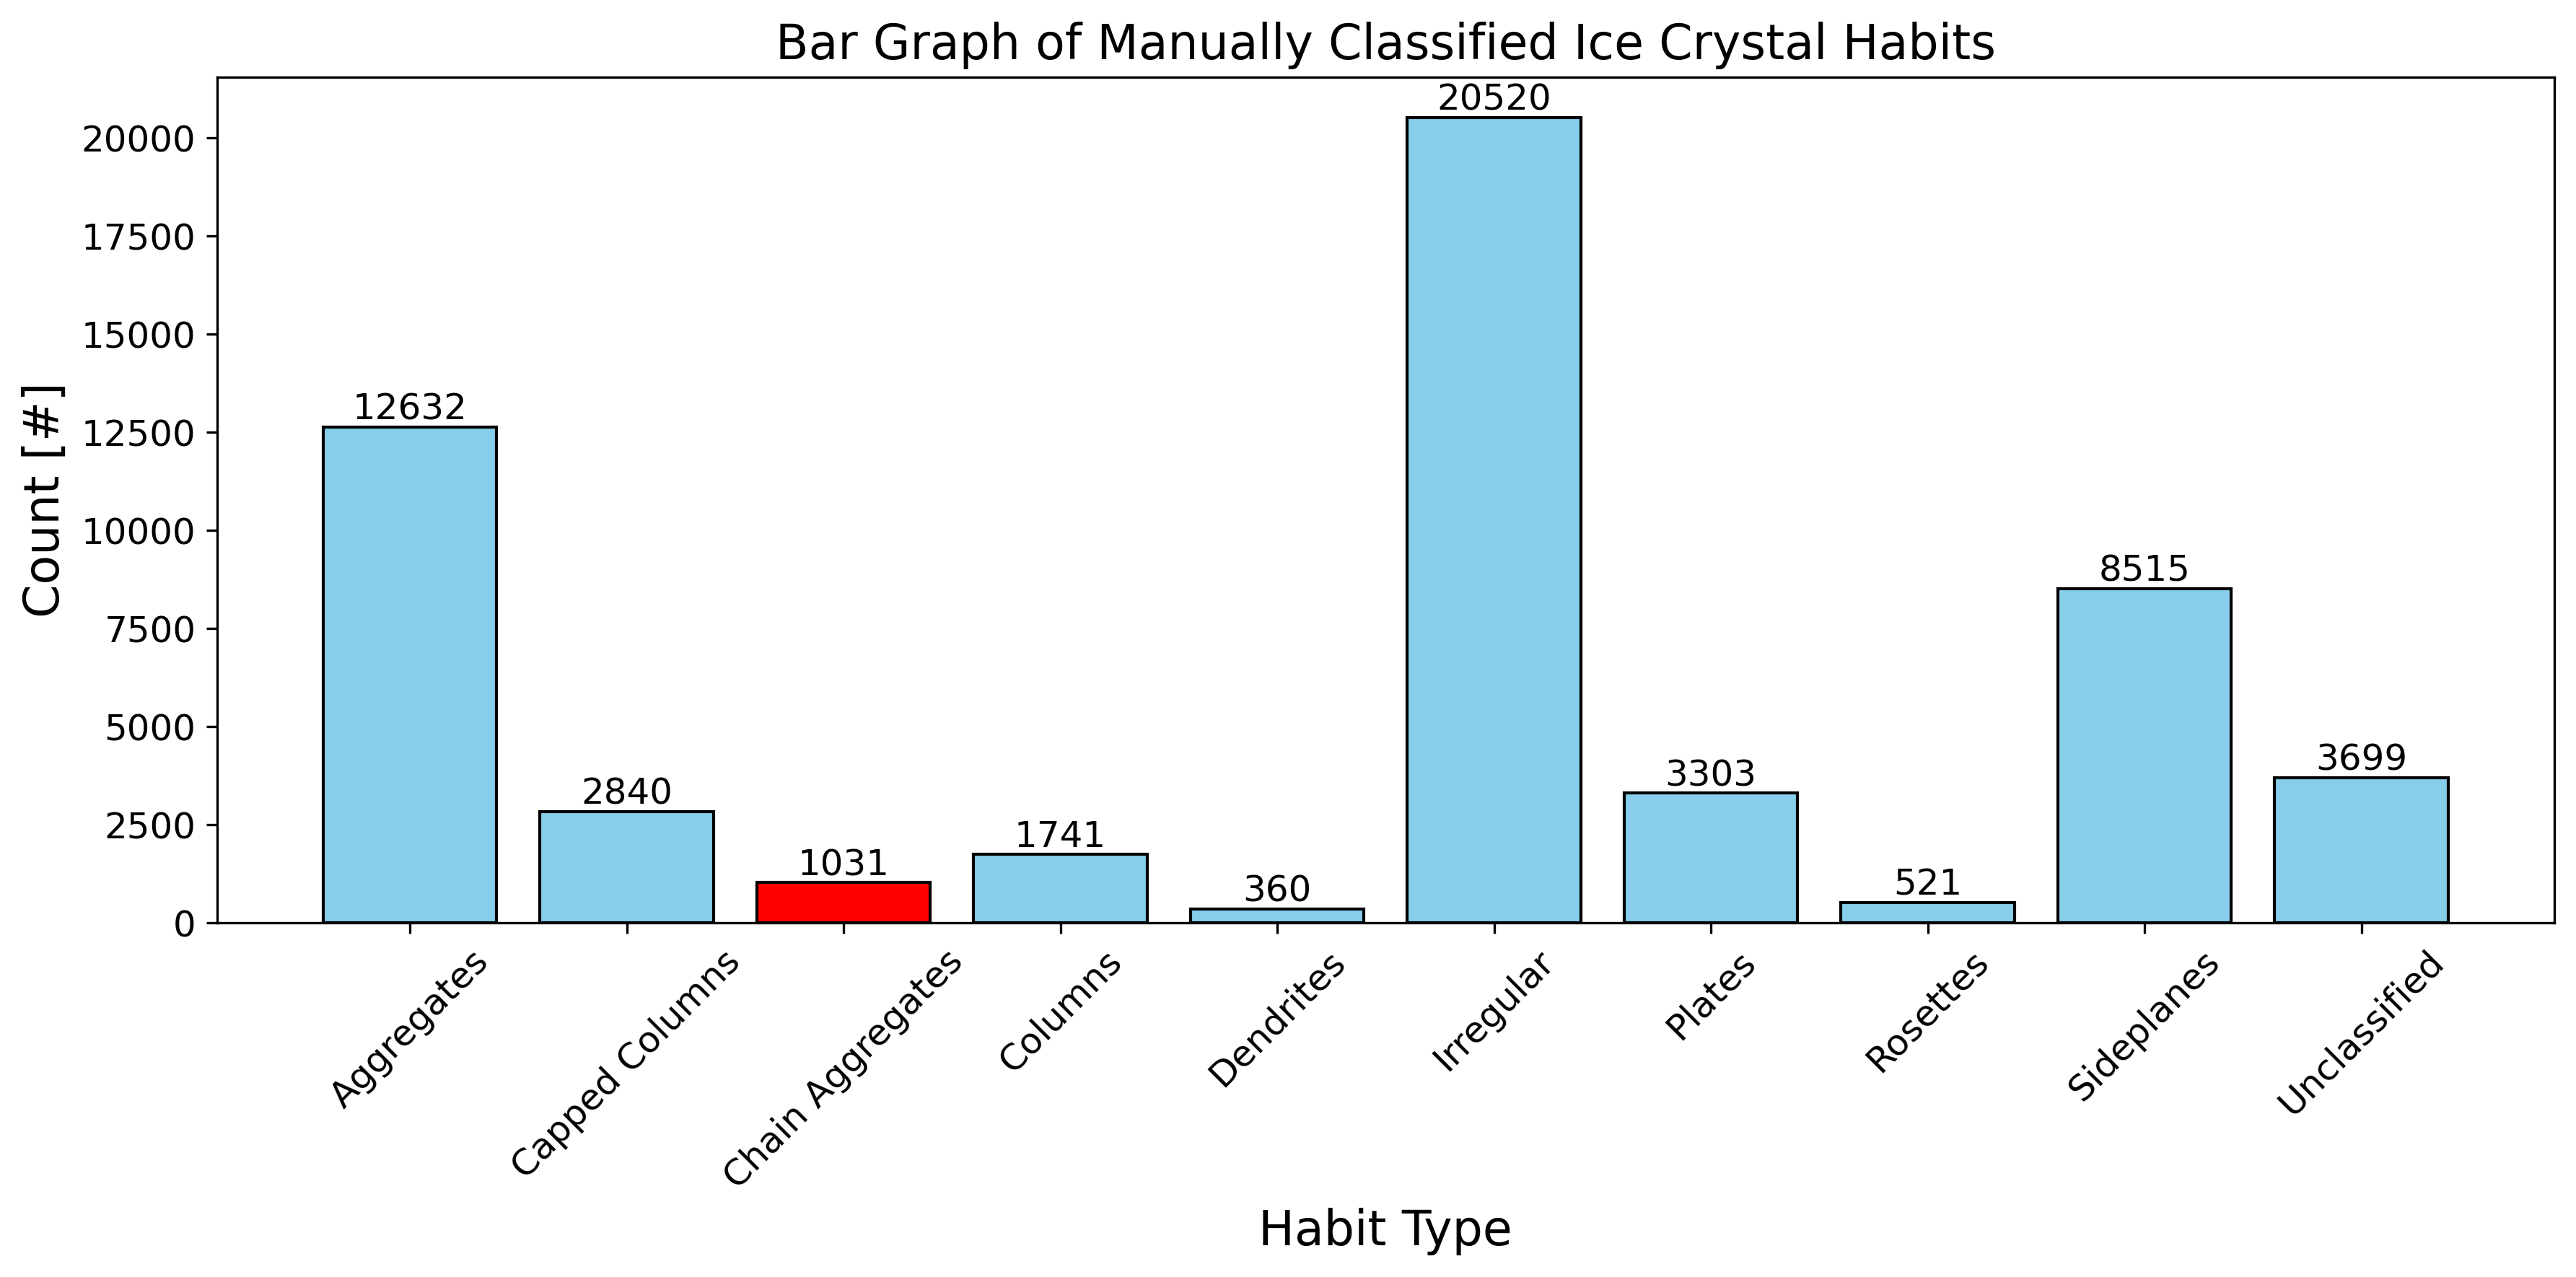 Bar Graph of Manually Classified Ice Crystal Habits
Count [#]
20000
17500
15000
12500
10000
7500
5000
2500
0
12632
2840
1031
1741
360
20520
3303
521
8515
3699
Aggregates
Capped Columns
Chain Aggregates
Columns
Dendrites
Irregular
Plates
Rosettes
Sideplanes
Unclassified
Habit Type